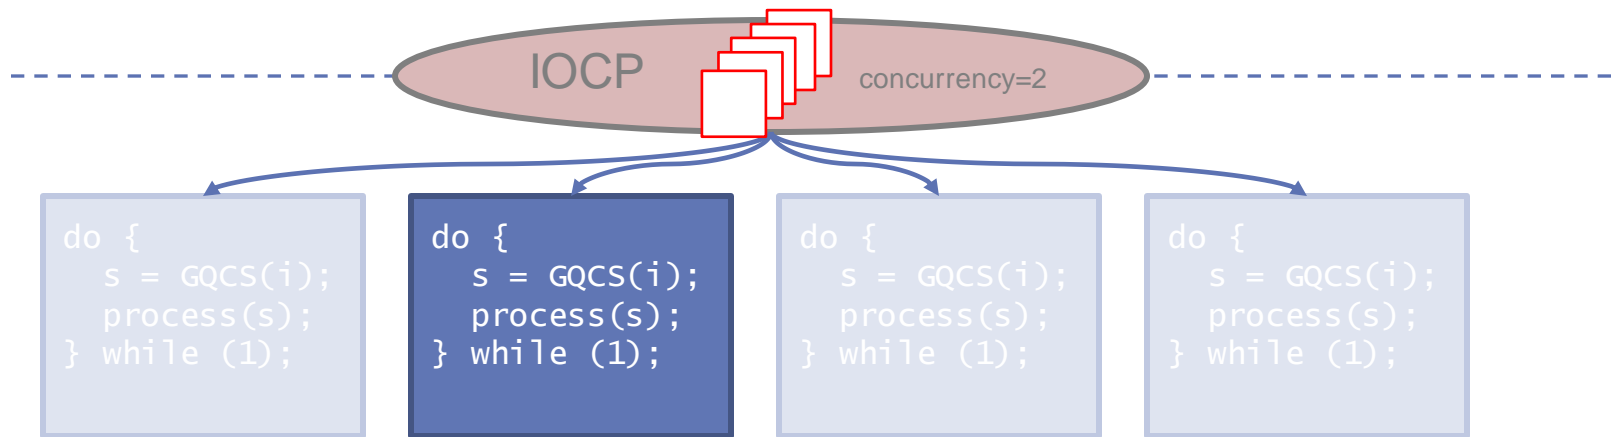 IOCP
concurrency=2
do {
  s = GQCS(i);
  process(s);
} while (1);
do {
  s = GQCS(i);
  process(s);
} while (1);
do {
  s = GQCS(i);
  process(s);
} while (1);
do {
  s = GQCS(i);
  process(s);
} while (1);